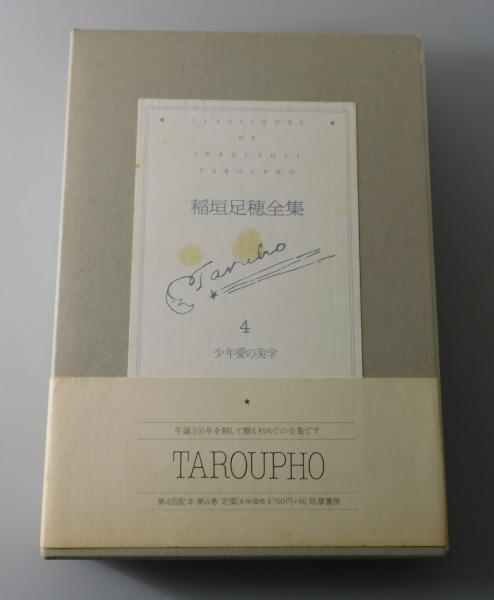 CLASSIQUES
DE
INAGUAQUI
TAROUPHO
稲垣足穂全集
Taruho
4
少年愛の美学
生誕100年を期して贈る初めての全集です
TAROUPHO
第4回配本・第4巻 定価[本体価格4700円+税] 筑摩書房